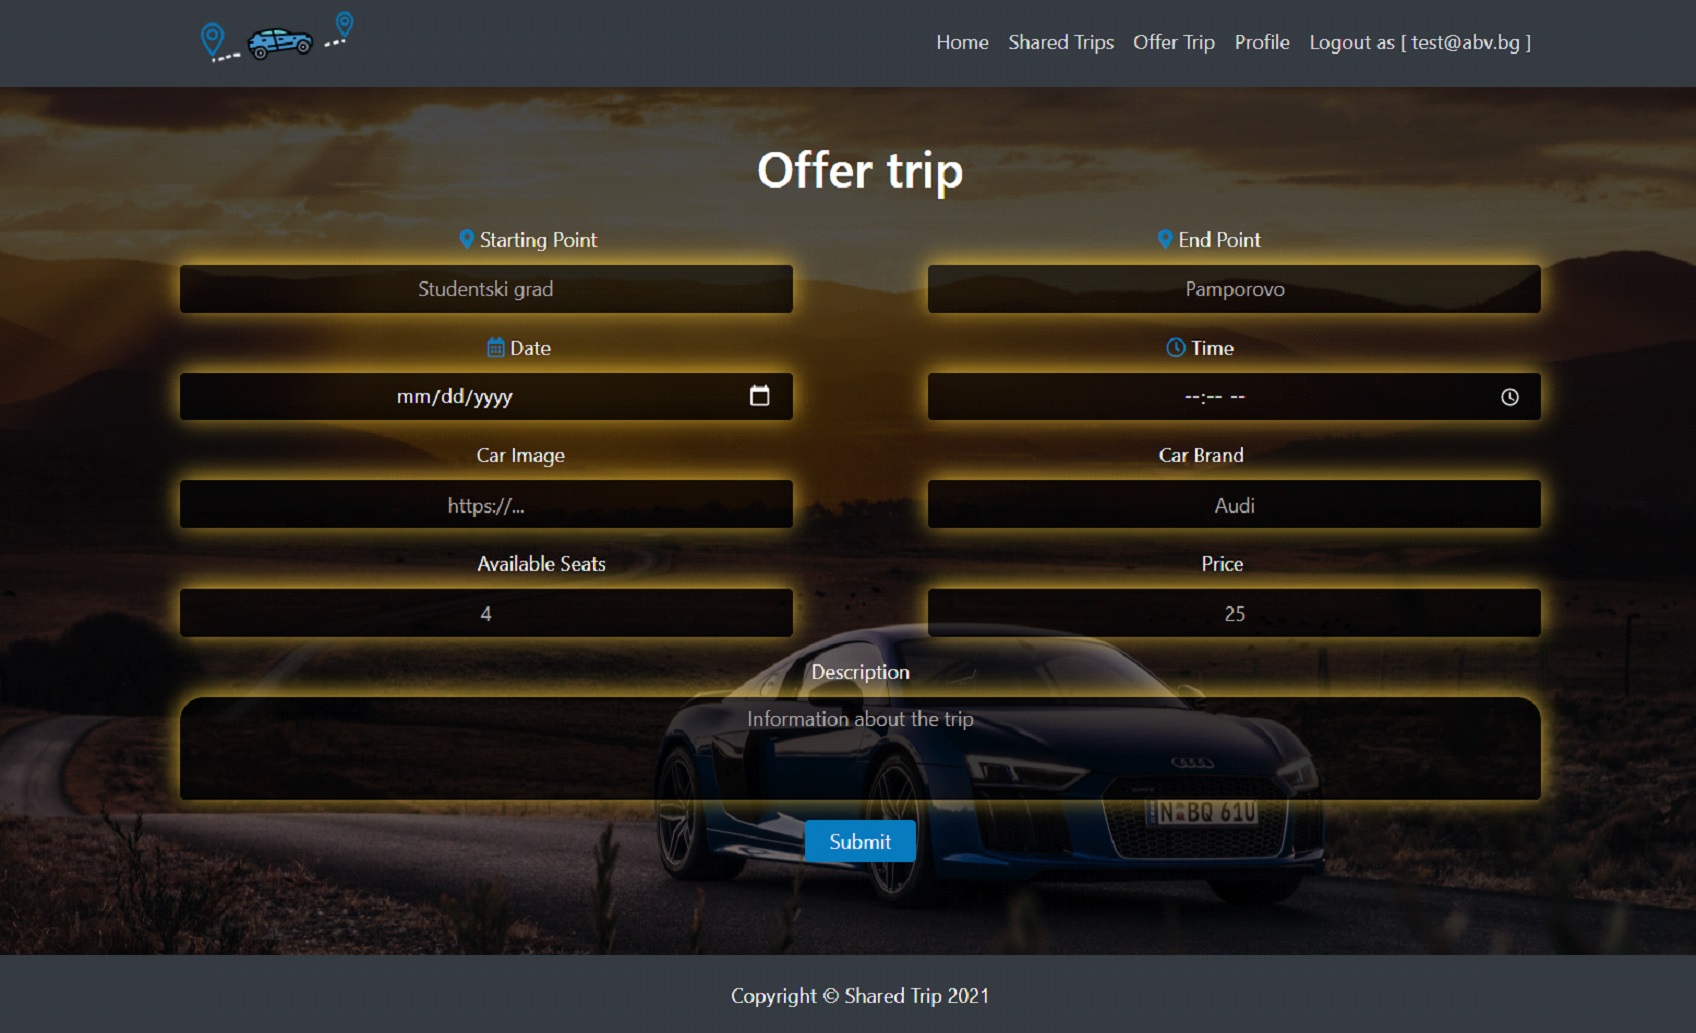 Home Shared Trips Offer Trip Profile Logout as [ test@abv.bg ]
Offer trip
Starting Point
End Point
Studentski grad
Pamporovo
Date
Time
mm/dd/yyyy
--:-- --
Car Image
Car Brand
https://...
Audi
Available Seats
Price
4
25
Description
Information about the trip
N BQ 61U
Submit
Copyright © Shared Trip 2021